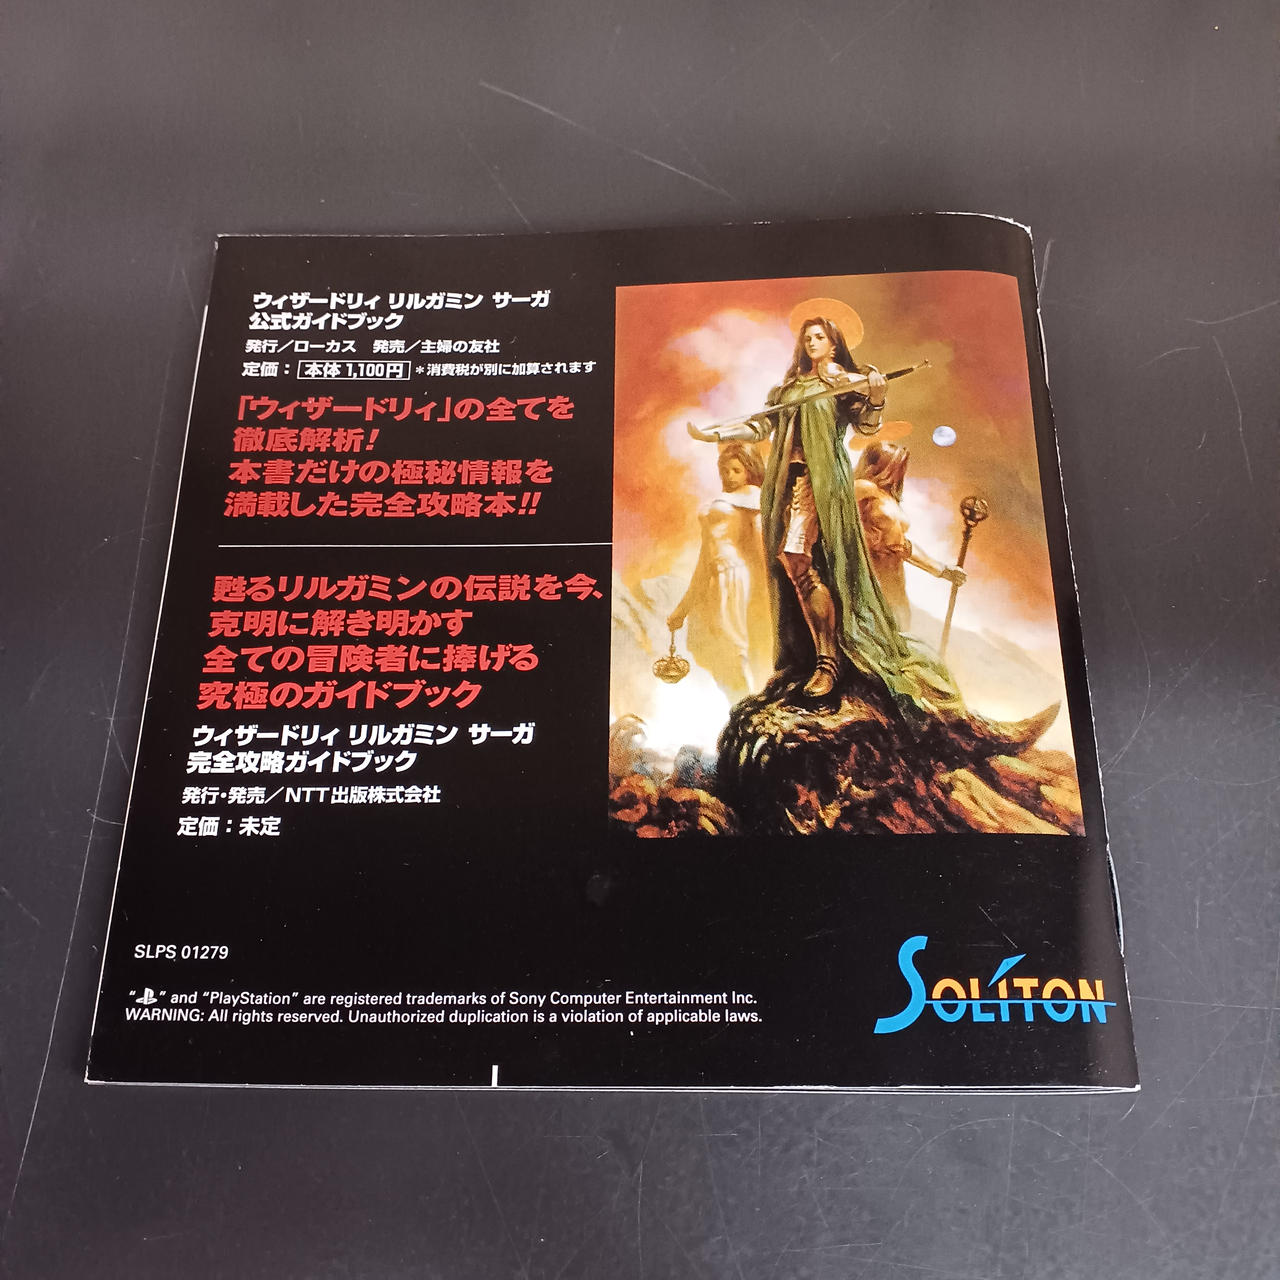 ウィザードリィ リルガミン サーガ
公式ガイドブック
発行／ローカス 発売／主婦の友社
定価：本体 1,100円 ＊消費税が別に加算されます
「ウィザードリィ」の全てを
徹底解析！
本書だけの極秘情報を
満載した完全攻略本!!
甦るリルガミンの伝説を今、
克明に解き明かす
全ての冒険者に捧げる
究極のガイドブック
ウィザードリィ リルガミン サーガ
完全攻略ガイドブック
発行・発売／NTT出版株式会社
定価：未定
SLPS 01279
SOLITON
“ ” and “PlayStation” are registered trademarks of Sony Computer Entertainment Inc.
WARNING: All rights reserved. Unauthorized duplication is a violation of applicable laws.